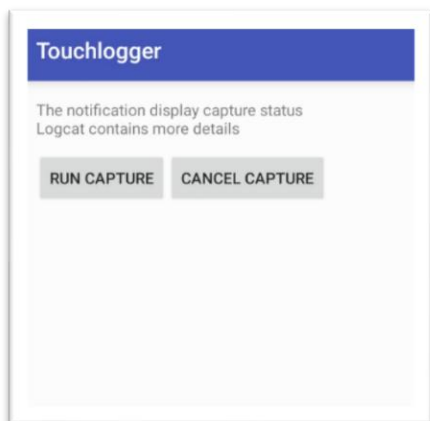 Touchlogger
The notification display capture status
Logcat contains more details
RUN CAPTURE CANCEL CAPTURE